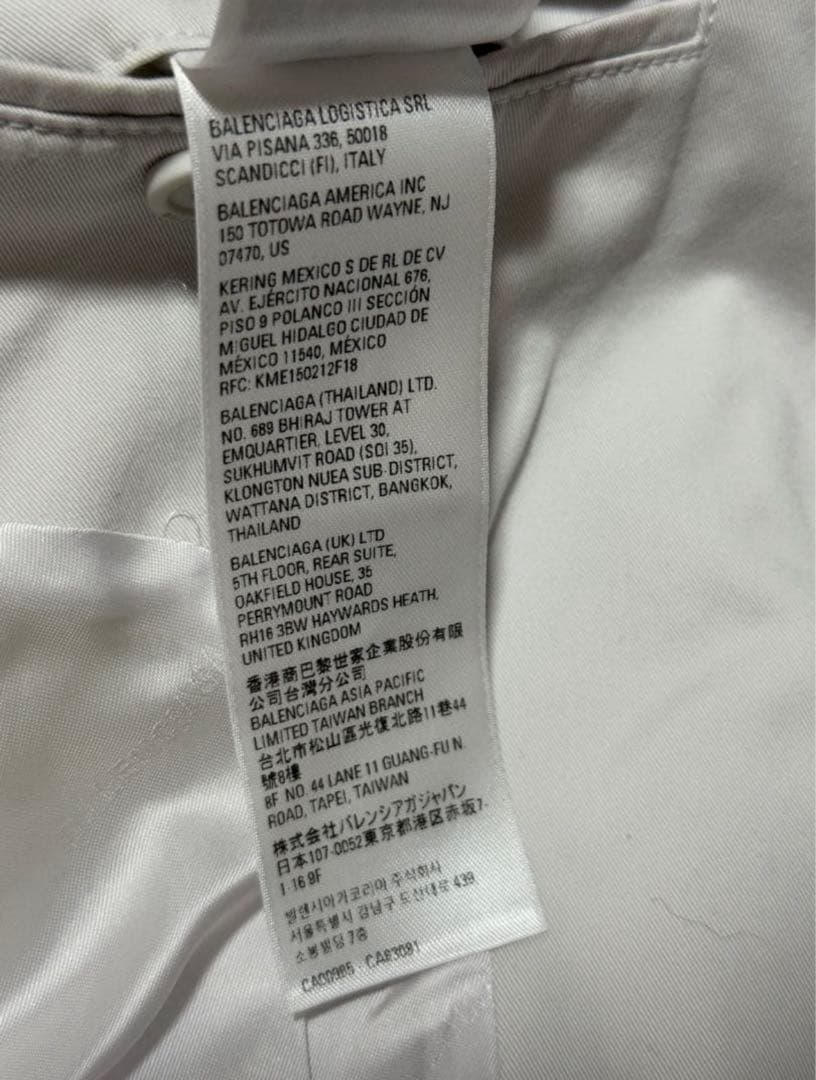 BALENCIAGA LOGISTICA SRL
VIA PISANA 336, 50018
SCANDICCI (FI), ITALY
BALENCIAGA AMERICA INC
150 TOTOWA ROAD WAYNE, NJ
07470, US
KERING MEXICO S DE RL DE CV
AV. EJÉRCITO NACIONAL 676,
PISO 9 POLANCO III SECCIÓN
MIGUEL HIDALGO CIUDAD DE
MÉXICO 11540, MÉXICO
RFC: KME150212F18
BALENCIAGA (THAILAND) LTD.
NO. 689 BHIRAJ TOWER AT
EMQUARTIER, LEVEL 30,
SUKHUMVIT ROAD (SOI 35),
KLONGTON NUEA SUB-DISTRICT,
WATTANA DISTRICT, BANGKOK,
THAILAND
BALENCIAGA (UK) LTD
5TH FLOOR, REAR SUITE,
OAKFIELD HOUSE, 35
PERRYMOUNT ROAD
RH16 3BW HAYWARDS HEATH,
UNITED KINGDOM
香港商巴黎世家企業股份有限
公司台灣分公司
BALENCIAGA ASIA PACIFIC
LIMITED TAIWAN BRANCH
台北市松山區光復北路11巷44
號8樓
8F NO. 44 LANE 11 GUANG-FU N.
ROAD, TAPEI, TAIWAN
株式会社バレンシアガジャパン
日本107-0052東京都港区赤坂7-
1-16 9F
발렌시아가코리아 주식회사
서울특별시 강남구 도산대로 439,
소봉빌딩 7층
CA00985 CA83081